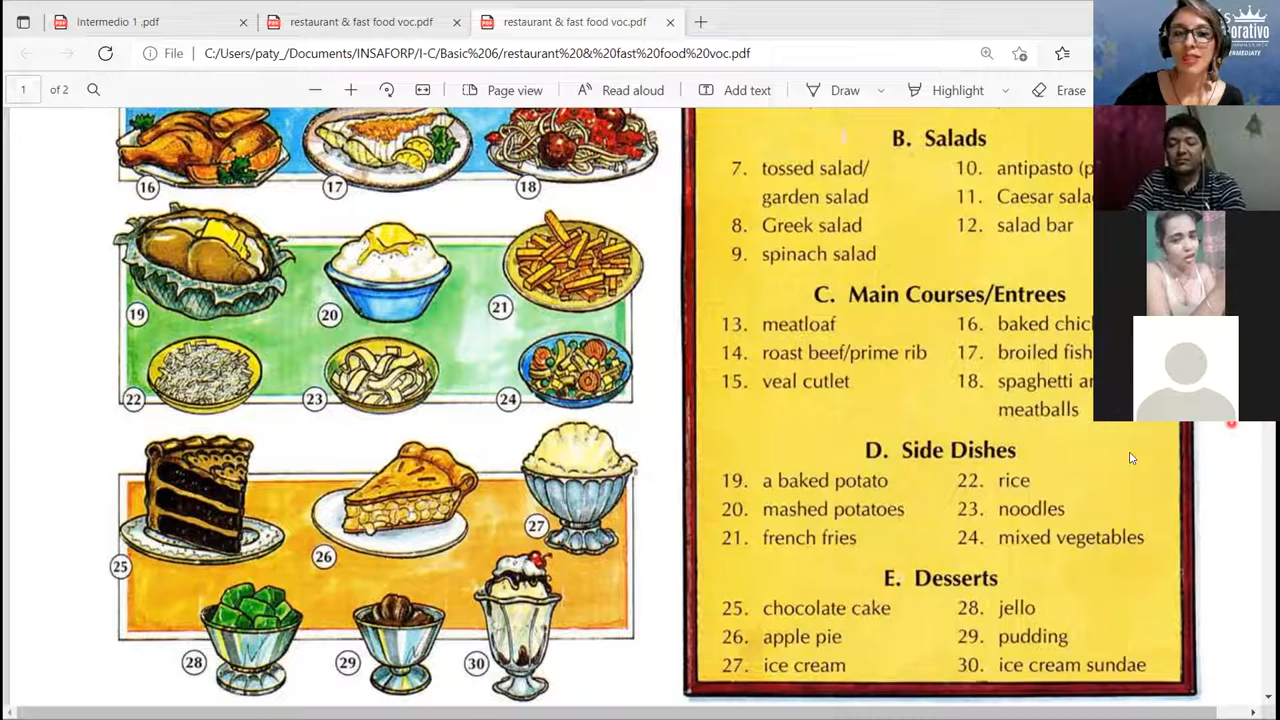 Intermedio 1 .pdf
restaurant & fast food voc.pdf
restaurant & fast food voc.pdf
File
C:/Users/paty_/Documents/INSAFORP/I-C/Basic%206/restaurant%20&%20fast%20food%20voc.pdf
orativo
ERMEDIATE
1 of 2
Page view
Read aloud
Add text
Draw
Highlight
Erase
16
17
18
19
20
21
22
23
24
25
26
27
28
29
30
B. Salads
7. tossed salad/
garden salad
8. Greek salad
9. spinach salad
10. antipasto (p
11. Caesar sala
12. salad bar
C. Main Courses/Entrees
13. meatloaf
14. roast beef/prime rib
15. veal cutlet
16. baked chic
17. broiled fish
18. spaghetti an
meatballs
D. Side Dishes
19. a baked potato
20. mashed potatoes
21. french fries
22. rice
23. noodles
24. mixed vegetables
E. Desserts
25. chocolate cake
26. apple pie
27. ice cream
28. jello
29. pudding
30. ice cream sundae